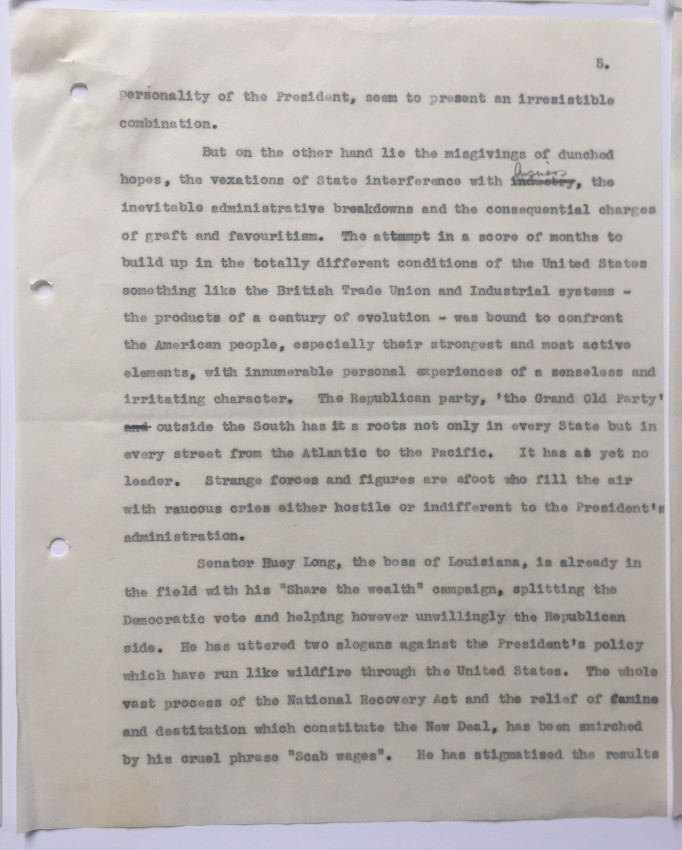 5.
personality of the President, seem to present an irresistible
combination.
But on the other hand lie the misgivings of dunched
hopes, the vexations of State interference with business industry, the
inevitable administrative breakdowns and the consequential charges
of graft and favouritism. The attempt in a score of months to
build up in the totally different conditions of the United States
something like the British Trade Union and Industrial systems -
the products of a century of evolution - was bound to confront
the American people, especially their strongest and most active
elements, with innumerable personal experiences of a senseless and
irritating character. The Republican party, 'the Grand Old Party'
and outside the South has it s roots not only in every State but in
every street from the Atlantic to the Pacific. It has as yet no
leader. Strange forces and figures are afoot who fill the air
with raucous cries either hostile or indifferent to the President's
administration.
Senator Huey Long, the boss of Louisiana, is already in
the field with his "Share the wealth" campaign, splitting the
Democratic vote and helping however unwillingly the Republican
side. He has uttered two slogans against the President's policy
which have run like wildfire through the United States. The whole
vast process of the National Recovery Act and the relief of famine
and destitution which constitute the New Deal, has been smirched
by his cruel phrase "Scab wages". He has stigmatised the results